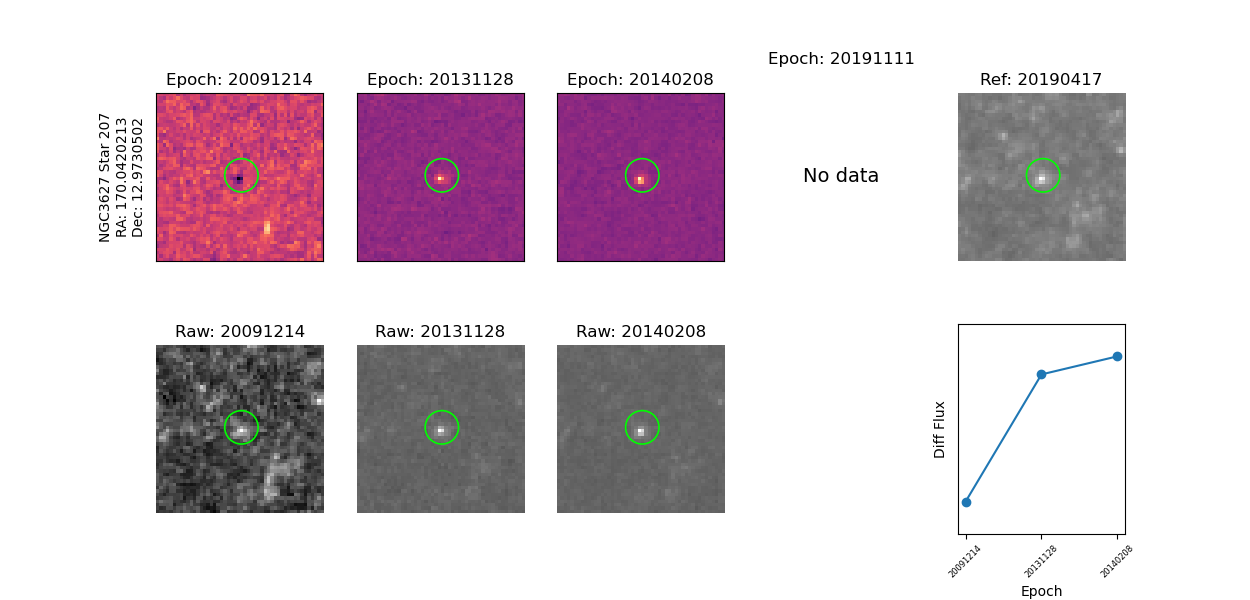 Epoch: 20091214
Epoch: 20131128
Epoch: 20140208
Epoch: 20191111
Ref: 20190417
NGC3627 Star 207
RA: 170.0420213
Dec: 12.9730502
No data
Raw: 20091214
Raw: 20131128
Raw: 20140208
Diff Flux
20091214
20131128
20140208
Epoch